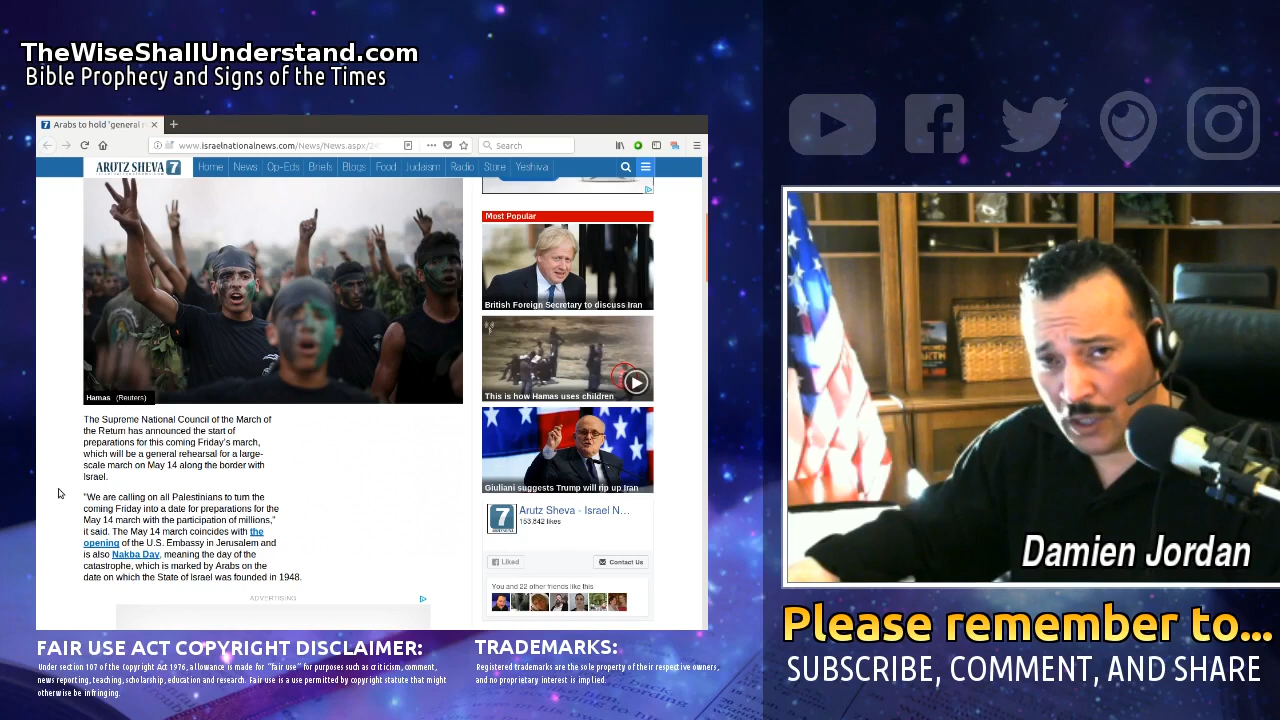 TheWiseShallUnderstand.com
Bible Prophecy and Signs of the Times
7 Arabs to hold "general r
www.israelnationalnews.com/News/News.aspx/24
Search
ARUTZ SHEVA 7
Home News Op-Eds Briefs Blogs Food Judaism Radio Store Yeshiva
Hamas (Reuters)
The Supreme National Council of the March of
the Return has announced the start of
preparations for this coming Friday's march,
which will be a general rehearsal for a large-
scale march on May 14 along the border with
Israel.
"We are calling on all Palestinians to turn the
coming Friday into a date for preparations for the
May 14 march with the participation of millions,"
it said. The May 14 march coincides with the
opening of the U.S. Embassy in Jerusalem and
is also Nakba Day, meaning the day of the
catastrophe, which is marked by Arabs on the
date on which the State of Israel was founded in 1948.
ADVERTISING
Most Popular
British Foreign Secretary to discuss Iran
This is how Hamas uses children
Giuliani suggests Trump will rip up Iran
7
Arutz Sheva - Israel N...
153,842 likes
Liked
Contact Us
You and 22 other friends like this
FAIR USE ACT COPYRIGHT DISCLAIMER:
Under section 107 of the Copyright Act 1976, allowance is made for "fair use" for purposes such as criticism, comment,
news reporting, teaching, scholarship, education and research. Fair use is a use permitted by copyright statute that might
otherwise be infringing.
TRADEMARKS:
Registered trademarks are the sole property of their respective owners,
and no proprietary interest is implied.
Damien Jordan
Please remember to...
SUBSCRIBE, COMMENT, AND SHARE